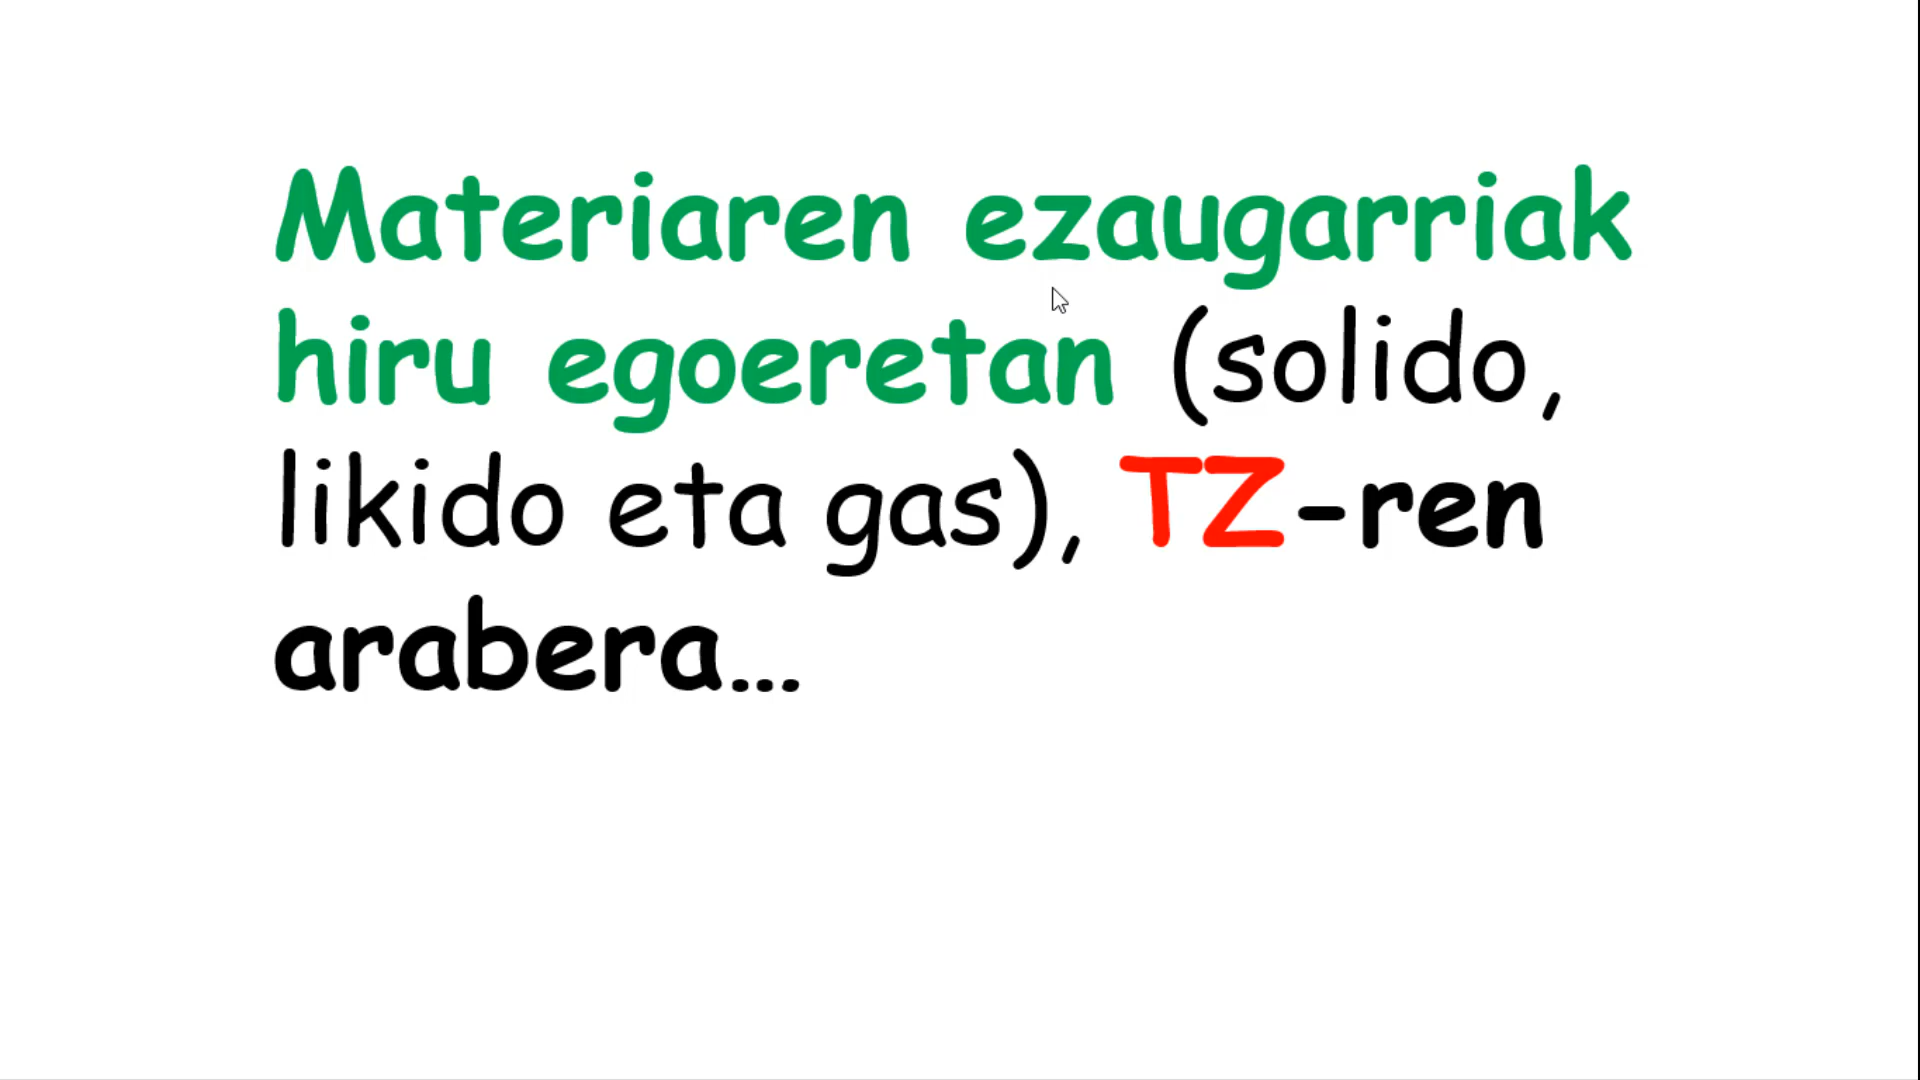 Materiaren ezaugarriak
hiru egoeretan (solido,
likido eta gas), TZ-ren
arabera...